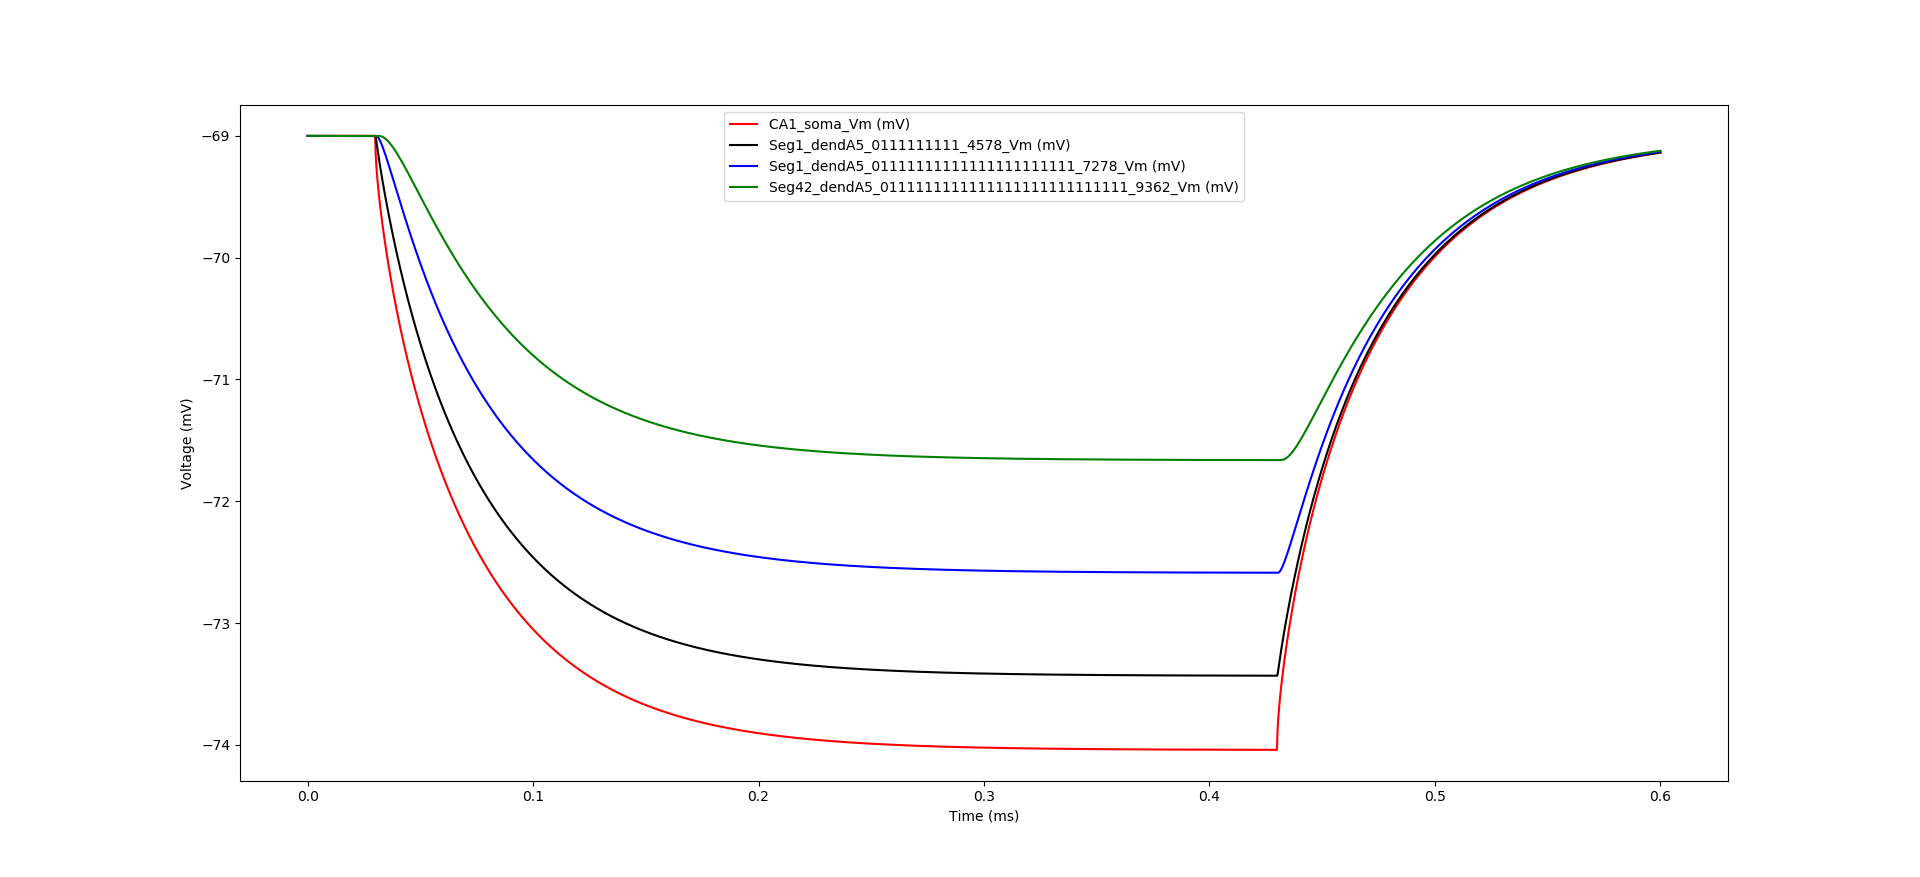 CA1_soma_Vm (mV)
Seg1_dendA5_0111111111_4578_Vm (mV)
Seg1_dendA5_01111111111111111111111_7278_Vm (mV)
Seg42_dendA5_0111111111111111111111111111_9362_Vm (mV)
−69
−70
−71
−72
−73
−74
Voltage (mV)
0.0 0.1 0.2 0.3 0.4 0.5 0.6
Time (ms)